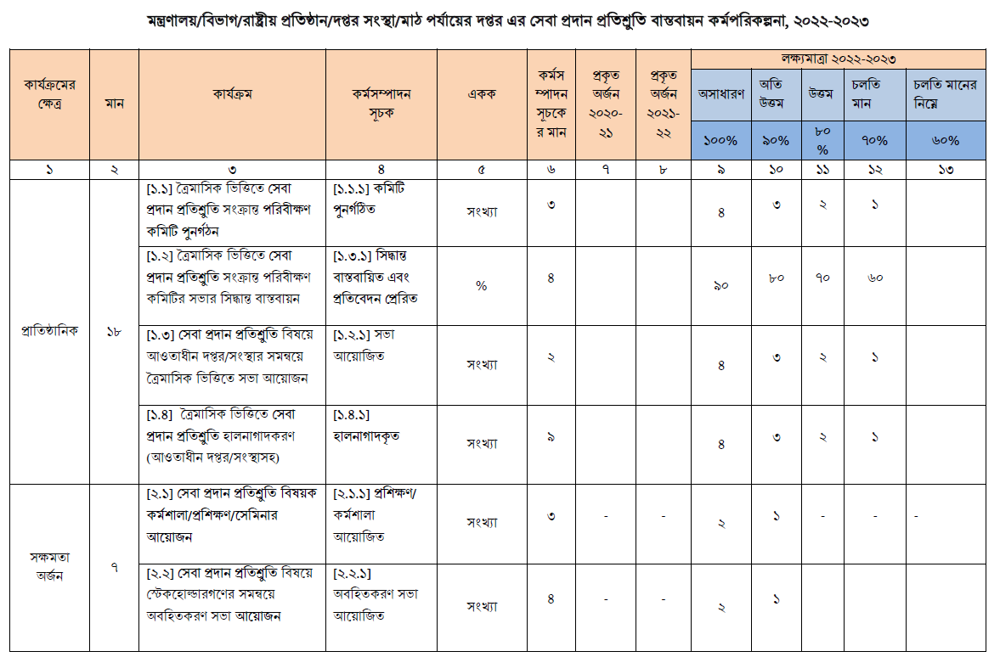 মন্ত্রণালয়/বিভাগ/রাষ্ট্রীয় প্রতিষ্ঠান/দপ্তর সংস্থা/মাঠ পর্যায়ের দপ্তর এর সেবা প্রদান প্রতিশ্রুতি বাস্তবায়ন কর্মপরিকল্পনা, ২০২২-২০২৩
কার্যক্রমের
ক্ষেত্র
মান
কার্যক্রম
কর্মসম্পাদন
সূচক
একক
কর্মস
ম্পাদন
সূচকে
র মান
প্রকৃত
অর্জন
২০২০-
২১
প্রকৃত
অর্জন
২০২১-
২২
লক্ষ্যমাত্রা ২০২২-২০২৩
অসাধারণ
অতি
উত্তম
উত্তম
চলতি
মান
চলতি মানের
নিম্নে
১০০%
৯০%
৮০
%
৭০%
৬০%
১ ২ ৩ ৪ ৫ ৬ ৭ ৮ ৯ ১০ ১১ ১২ ১৩
প্রাতিষ্ঠানিক
১৮
[১.১] ত্রৈমাসিক ভিত্তিতে সেবা
প্রদান প্রতিশ্রুতি সংক্রান্ত পরিবীক্ষণ
কমিটি পুনর্গঠন
[১.১.১] কমিটি
পুনর্গঠিত
সংখ্যা
৩
৪
৩
২
১
[১.২] ত্রৈমাসিক ভিত্তিতে সেবা
প্রদান প্রতিশ্রুতি সংক্রান্ত পরিবীক্ষণ
কমিটির সভার সিদ্ধান্ত বাস্তবায়ন
[১.৩.১] সিদ্ধান্ত
বাস্তবায়িত এবং
প্রতিবেদন প্রেরিত
%
৪
৯০
৮০
৭০
৬০
[১.৩] সেবা প্রদান প্রতিশ্রুতি বিষয়ে
আওতাধীন দপ্তর/সংস্থার সমন্বয়ে
ত্রৈমাসিক ভিত্তিতে সভা আয়োজন
[১.২.১] সভা
আয়োজিত
সংখ্যা
২
৪
৩
২
১
[১.৪] ত্রৈমাসিক ভিত্তিতে সেবা
প্রদান প্রতিশ্রুতি হালনাগাদকরণ
(আওতাধীন দপ্তর/সংস্থাসহ)
[১.৪.১]
হালনাগাদকৃত
সংখ্যা
৯
৪
৩
২
১
সক্ষমতা
অর্জন
৭
[২.১] সেবা প্রদান প্রতিশ্রুতি বিষয়ক
কর্মশালা/প্রশিক্ষণ/সেমিনার
আয়োজন
[২.১.১] প্রশিক্ষণ/
কর্মশালা
আয়োজিত
সংখ্যা
৩
-
-
২
১
-
-
-
[২.২] সেবা প্রদান প্রতিশ্রুতি বিষয়ে
স্টেকহোল্ডারগণের সমন্বয়ে
অবহিতকরণ সভা আয়োজন
[২.২.১]
অবহিতকরণ সভা
আয়োজিত
সংখ্যা
৪
-
-
২
১